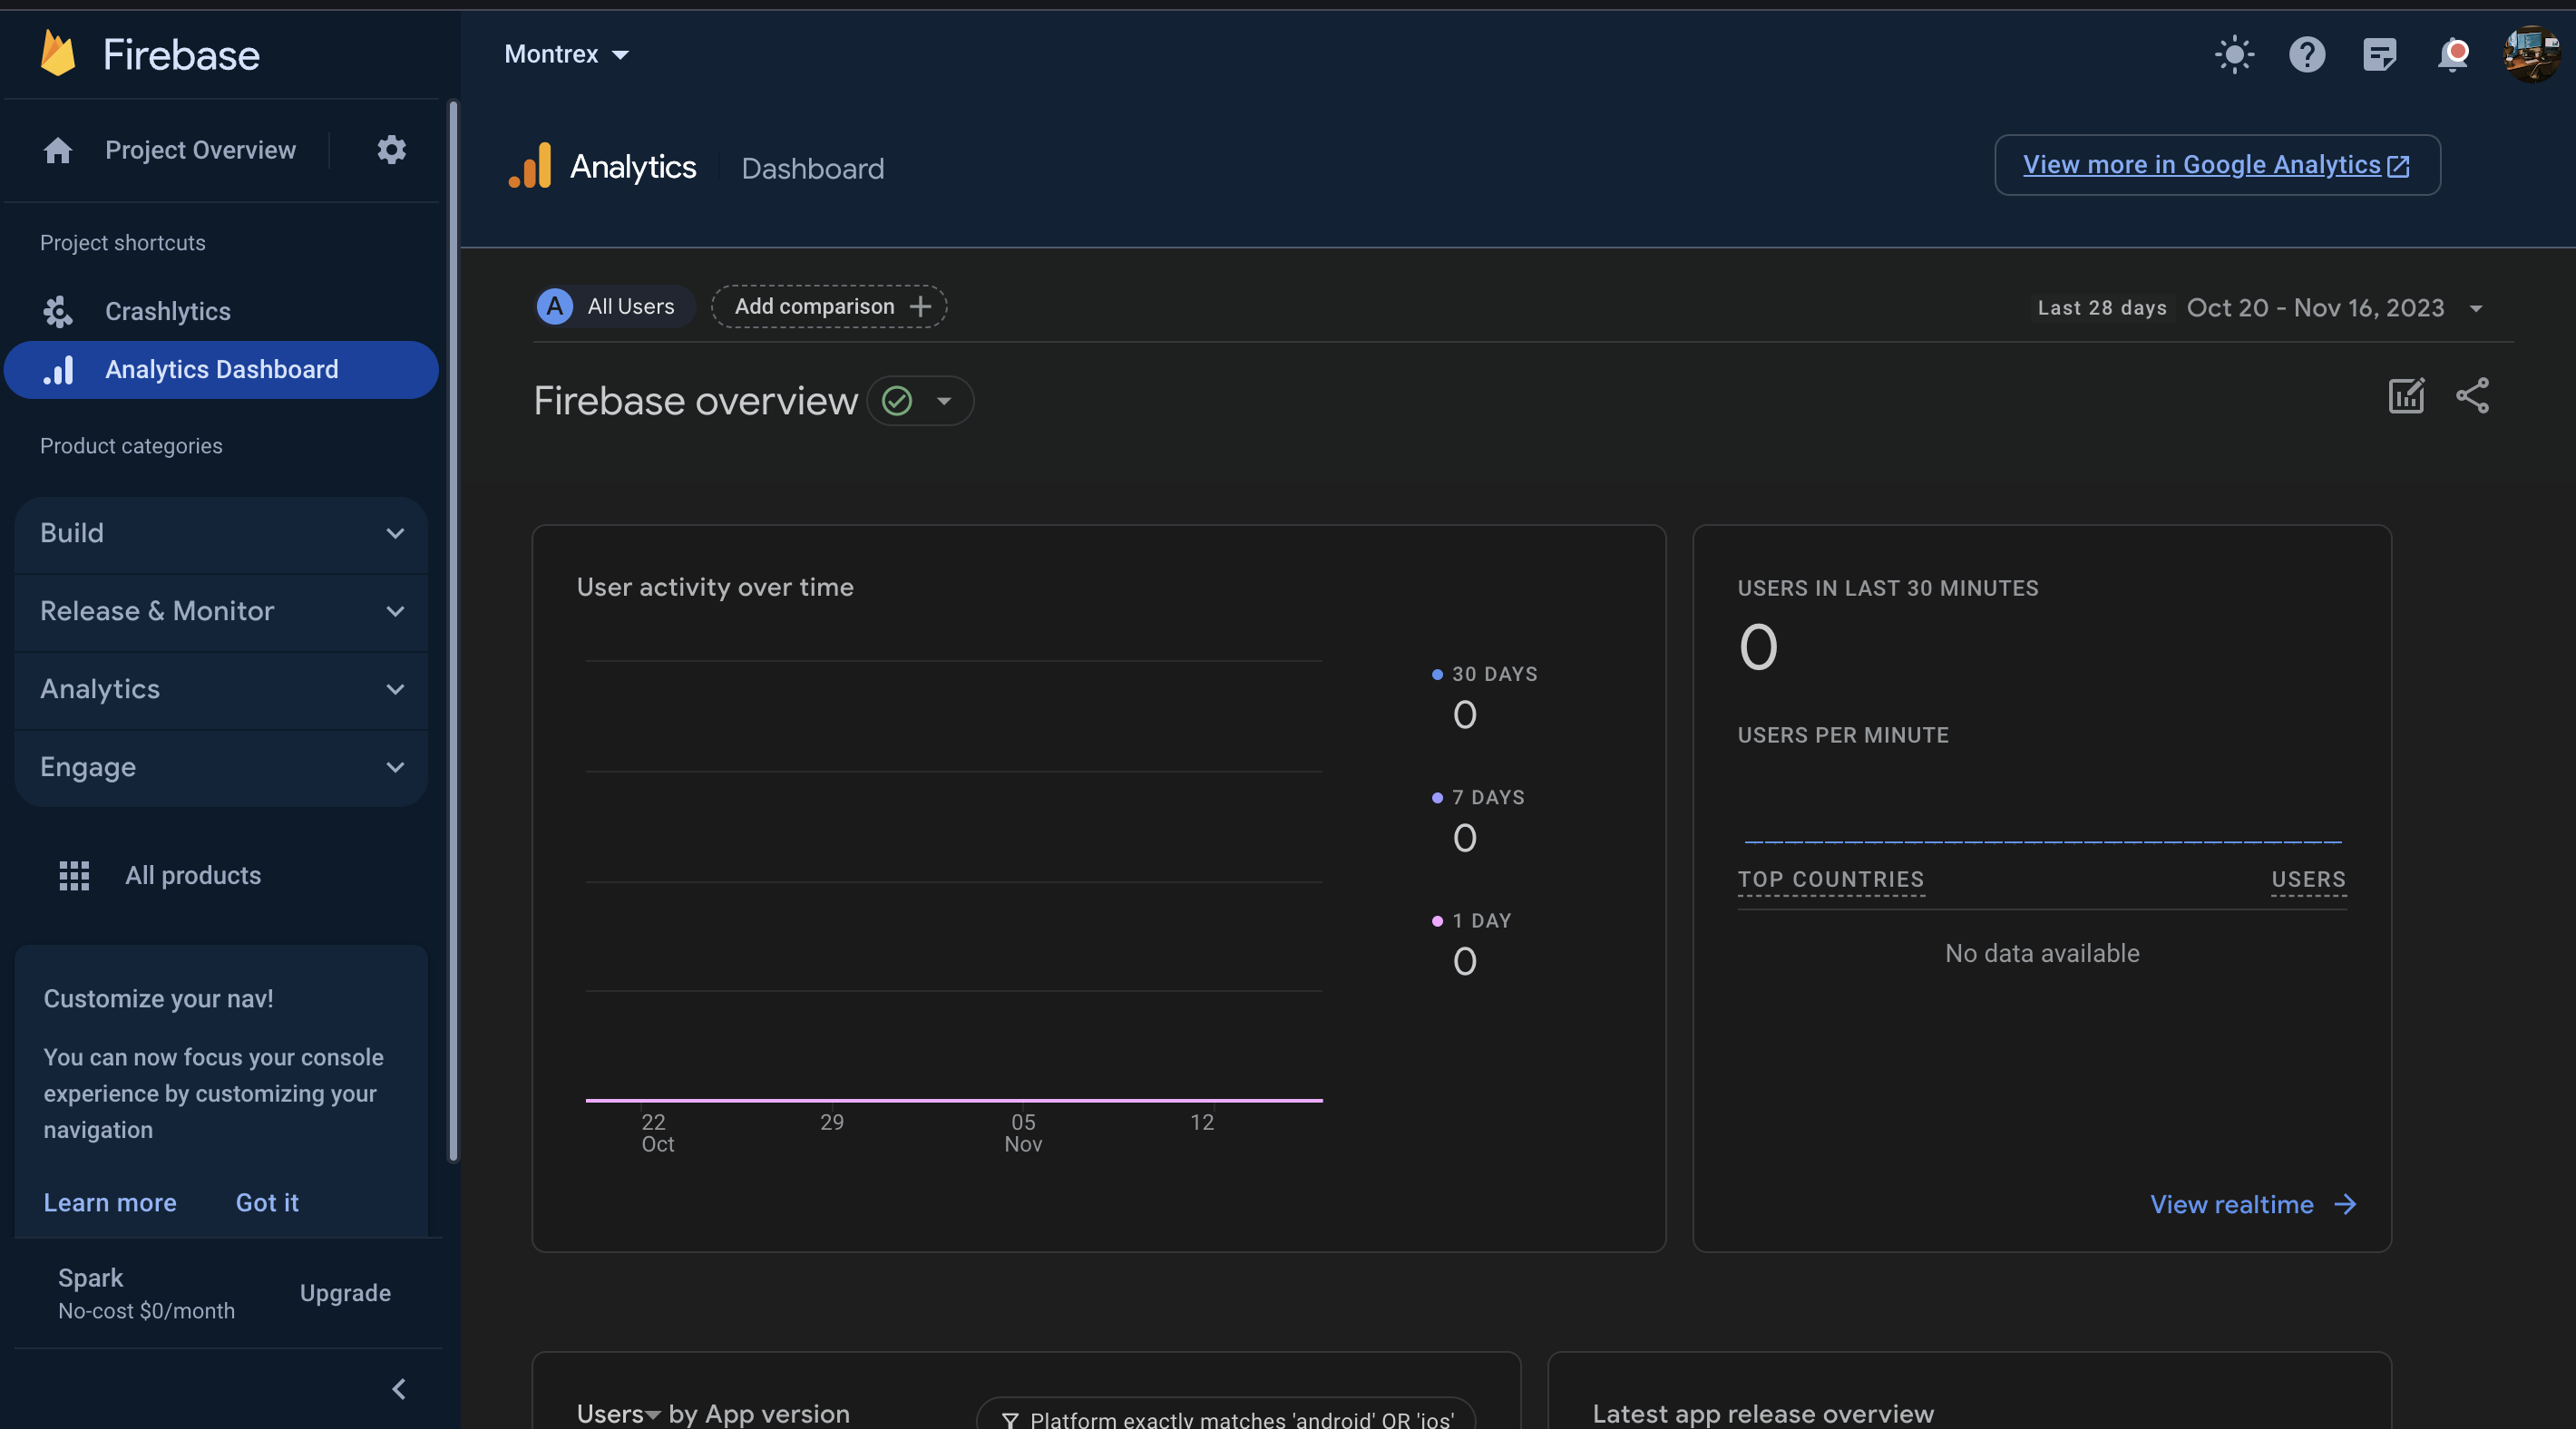 Firebase
Montrex
Project Overview
Analytics
Dashboard
View more in Google Analytics
Project shortcuts
Crashlytics
Analytics Dashboard
Product categories
Build
Release & Monitor
Analytics
Engage
All products
Customize your nav!
You can now focus your console
experience by customizing your
navigation
Learn more
Got it
Spark
No-cost $0/month
Upgrade
A
All Users
Add comparison
Last 28 days
Oct 20 - Nov 16, 2023
Firebase overview
User activity over time
30 DAYS
0
7 DAYS
0
1 DAY
0
22
Oct
29
05
Nov
12
USERS IN LAST 30 MINUTES
0
USERS PER MINUTE
TOP COUNTRIES
USERS
No data available
View realtime
Users by App version
Platform exactly matches 'android' OR 'ios'
Latest app release overview